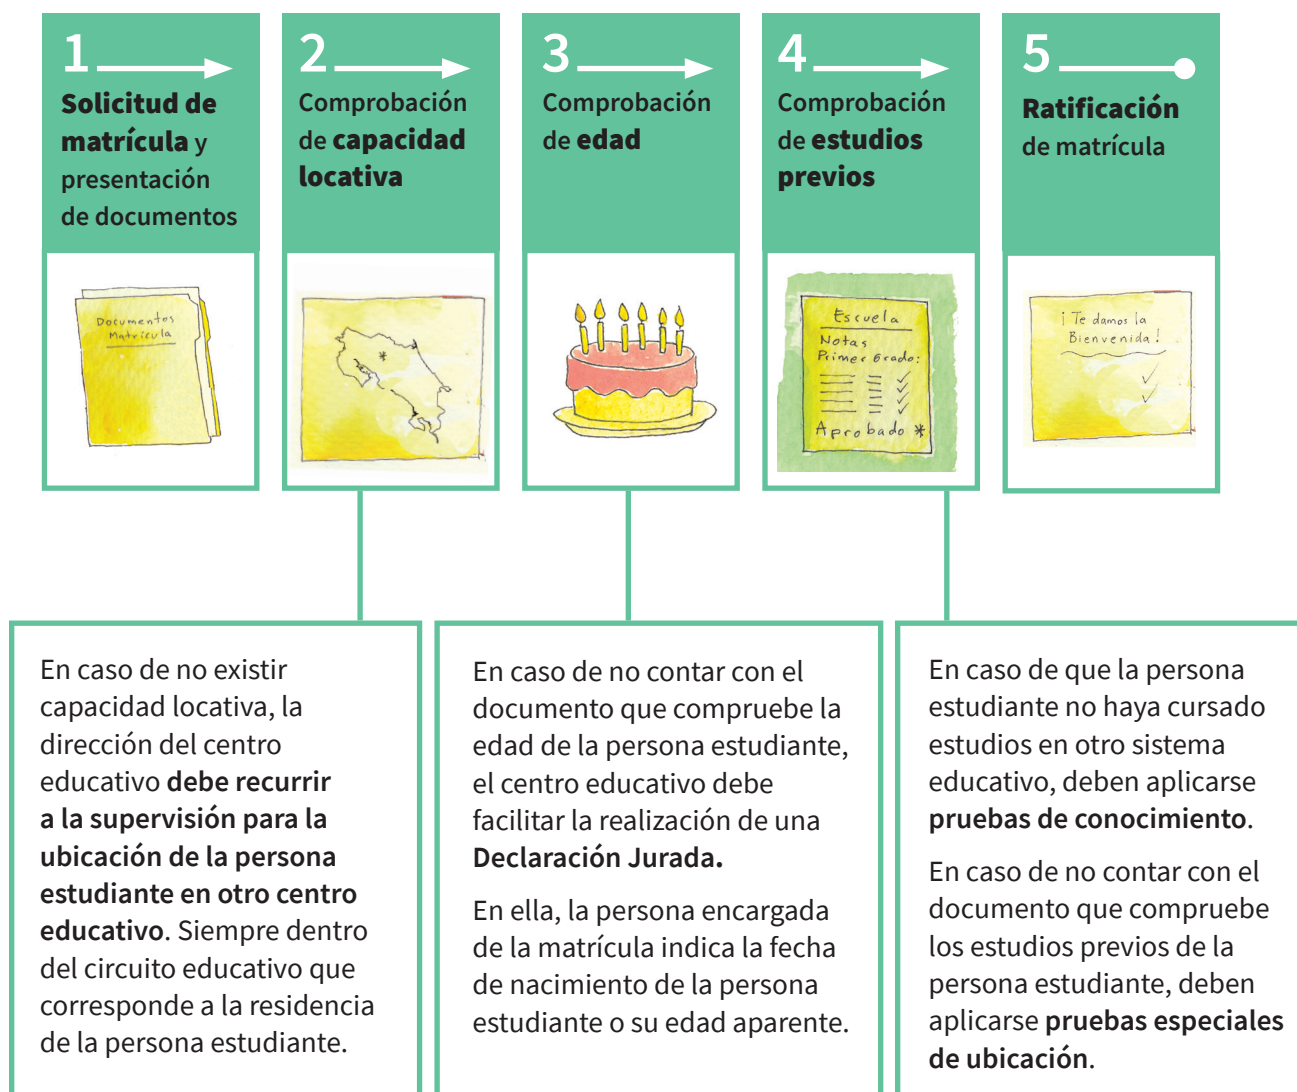 1
Solicitud de
matrícula y
presentación
de documentos
2
Comprobación
de capacidad
locativa
3
Comprobación
de edad
4
Comprobación
de estudios
previos
5
Ratificación
de matrícula
Documentos
Matrícula
Escuela
Notas
Primer Grado:
Aprobado *
¡Te damos la
Bienvenida!
En caso de no existir
capacidad locativa, la
dirección del centro
educativo debe recurrir
a la supervisión para la
ubicación de la persona
estudiante en otro centro
educativo. Siempre dentro
del circuito educativo que
corresponde a la residencia
de la persona estudiante.
En caso de no contar con el
documento que compruebe la
edad de la persona estudiante,
el centro educativo debe
facilitar la realización de una
Declaración Jurada.
En ella, la persona encargada
de la matrícula indica la fecha
de nacimiento de la persona
estudiante o su edad aparente.
En caso de que la persona
estudiante no haya cursado
estudios en otro sistema
educativo, deben aplicarse
pruebas de conocimiento.
En caso de no contar con el
documento que compruebe
los estudios previos de la
persona estudiante, deben
aplicarse pruebas especiales
de ubicación.